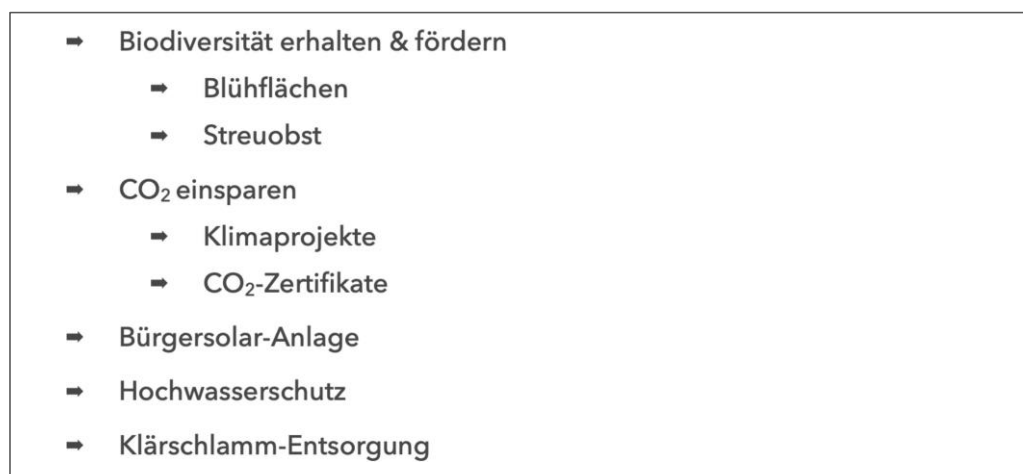 ➡ Biodiversität erhalten & fördern
➡ Blühflächen
➡ Streuobst
➡ CO₂ einsparen
➡ Klimaprojekte
➡ CO₂-Zertifikate
➡ Bürgersolar-Anlage
➡ Hochwasserschutz
➡ Klärschlamm-Entsorgung